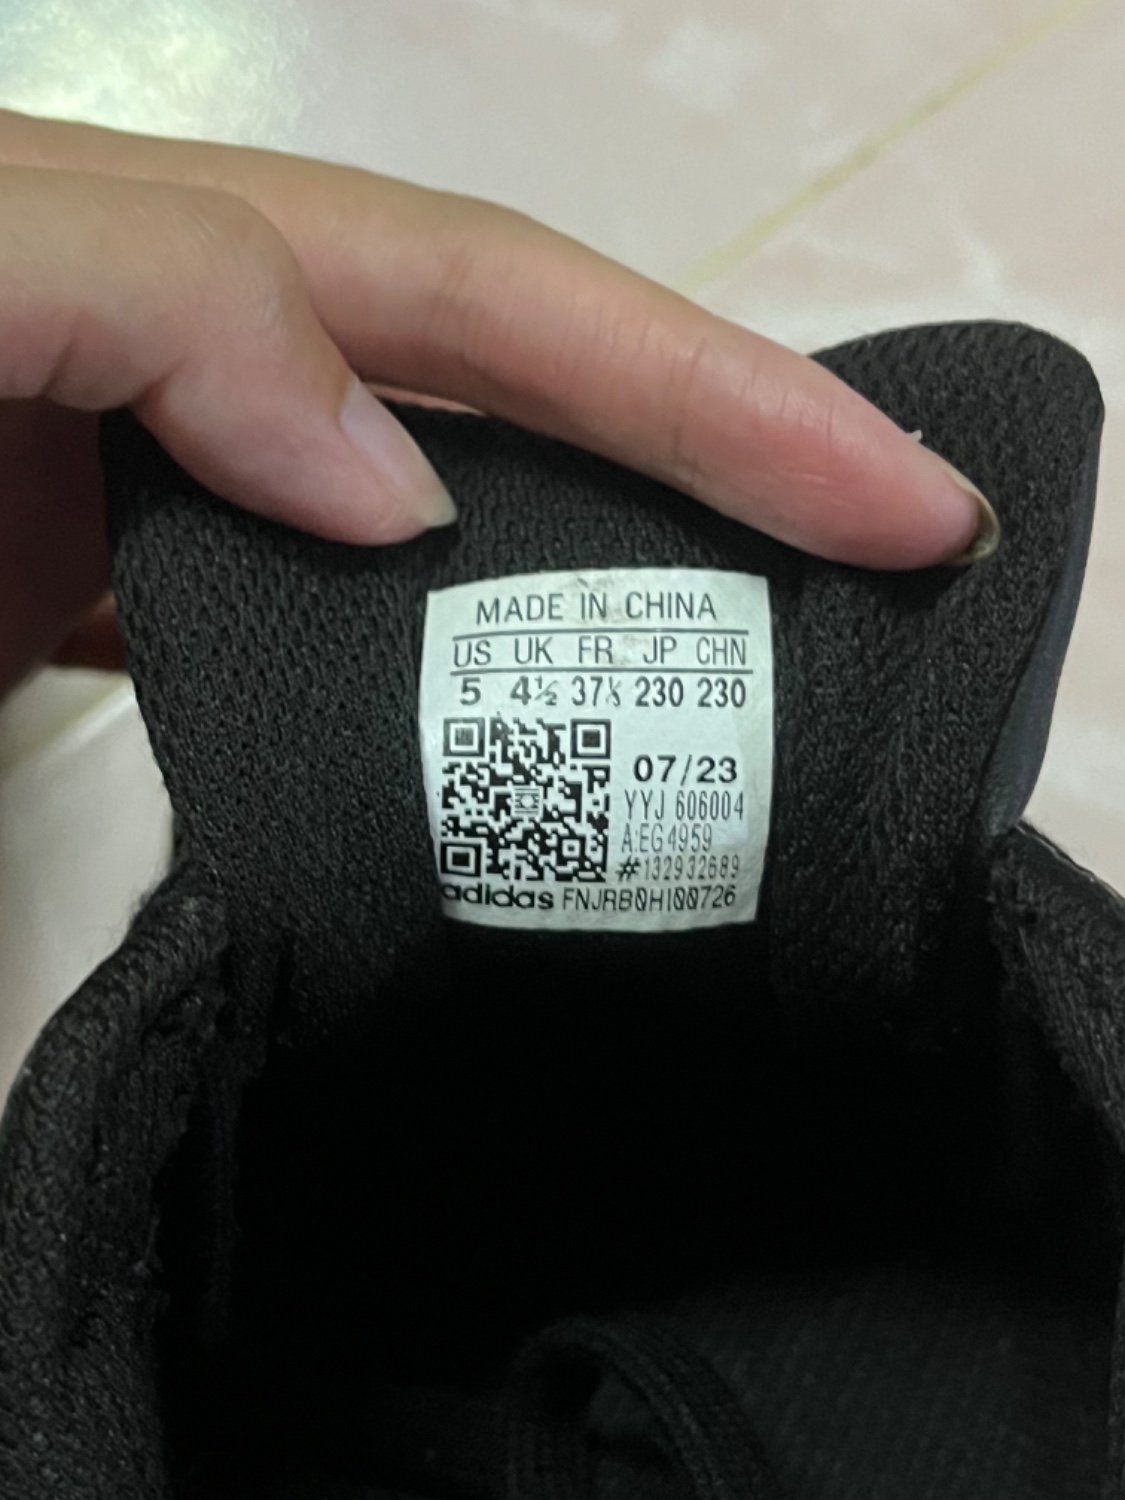 MADE IN CHINA
US UK FR JP CHN
5 4½ 37⅓ 230 230
07/23
YYJ 606004
A:EG4959
#132932689
adidas FNJRB0H100726